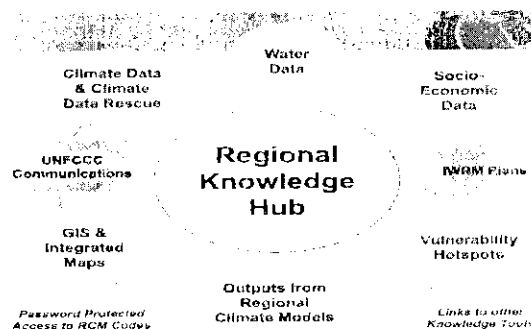 Water
Data
Climate Data
& Climate
Data Rescue
Socio-
Economic
Data
UNFCCC
Communications
Regional
Knowledge
Hub
IWRM Plans
GIS &
Integrated
Maps
Vulnerability
Hotspots
Outputs from
Regional
Climate Models
Password Protected
Access to RCM Codes
Links to other
Knowledge Tools